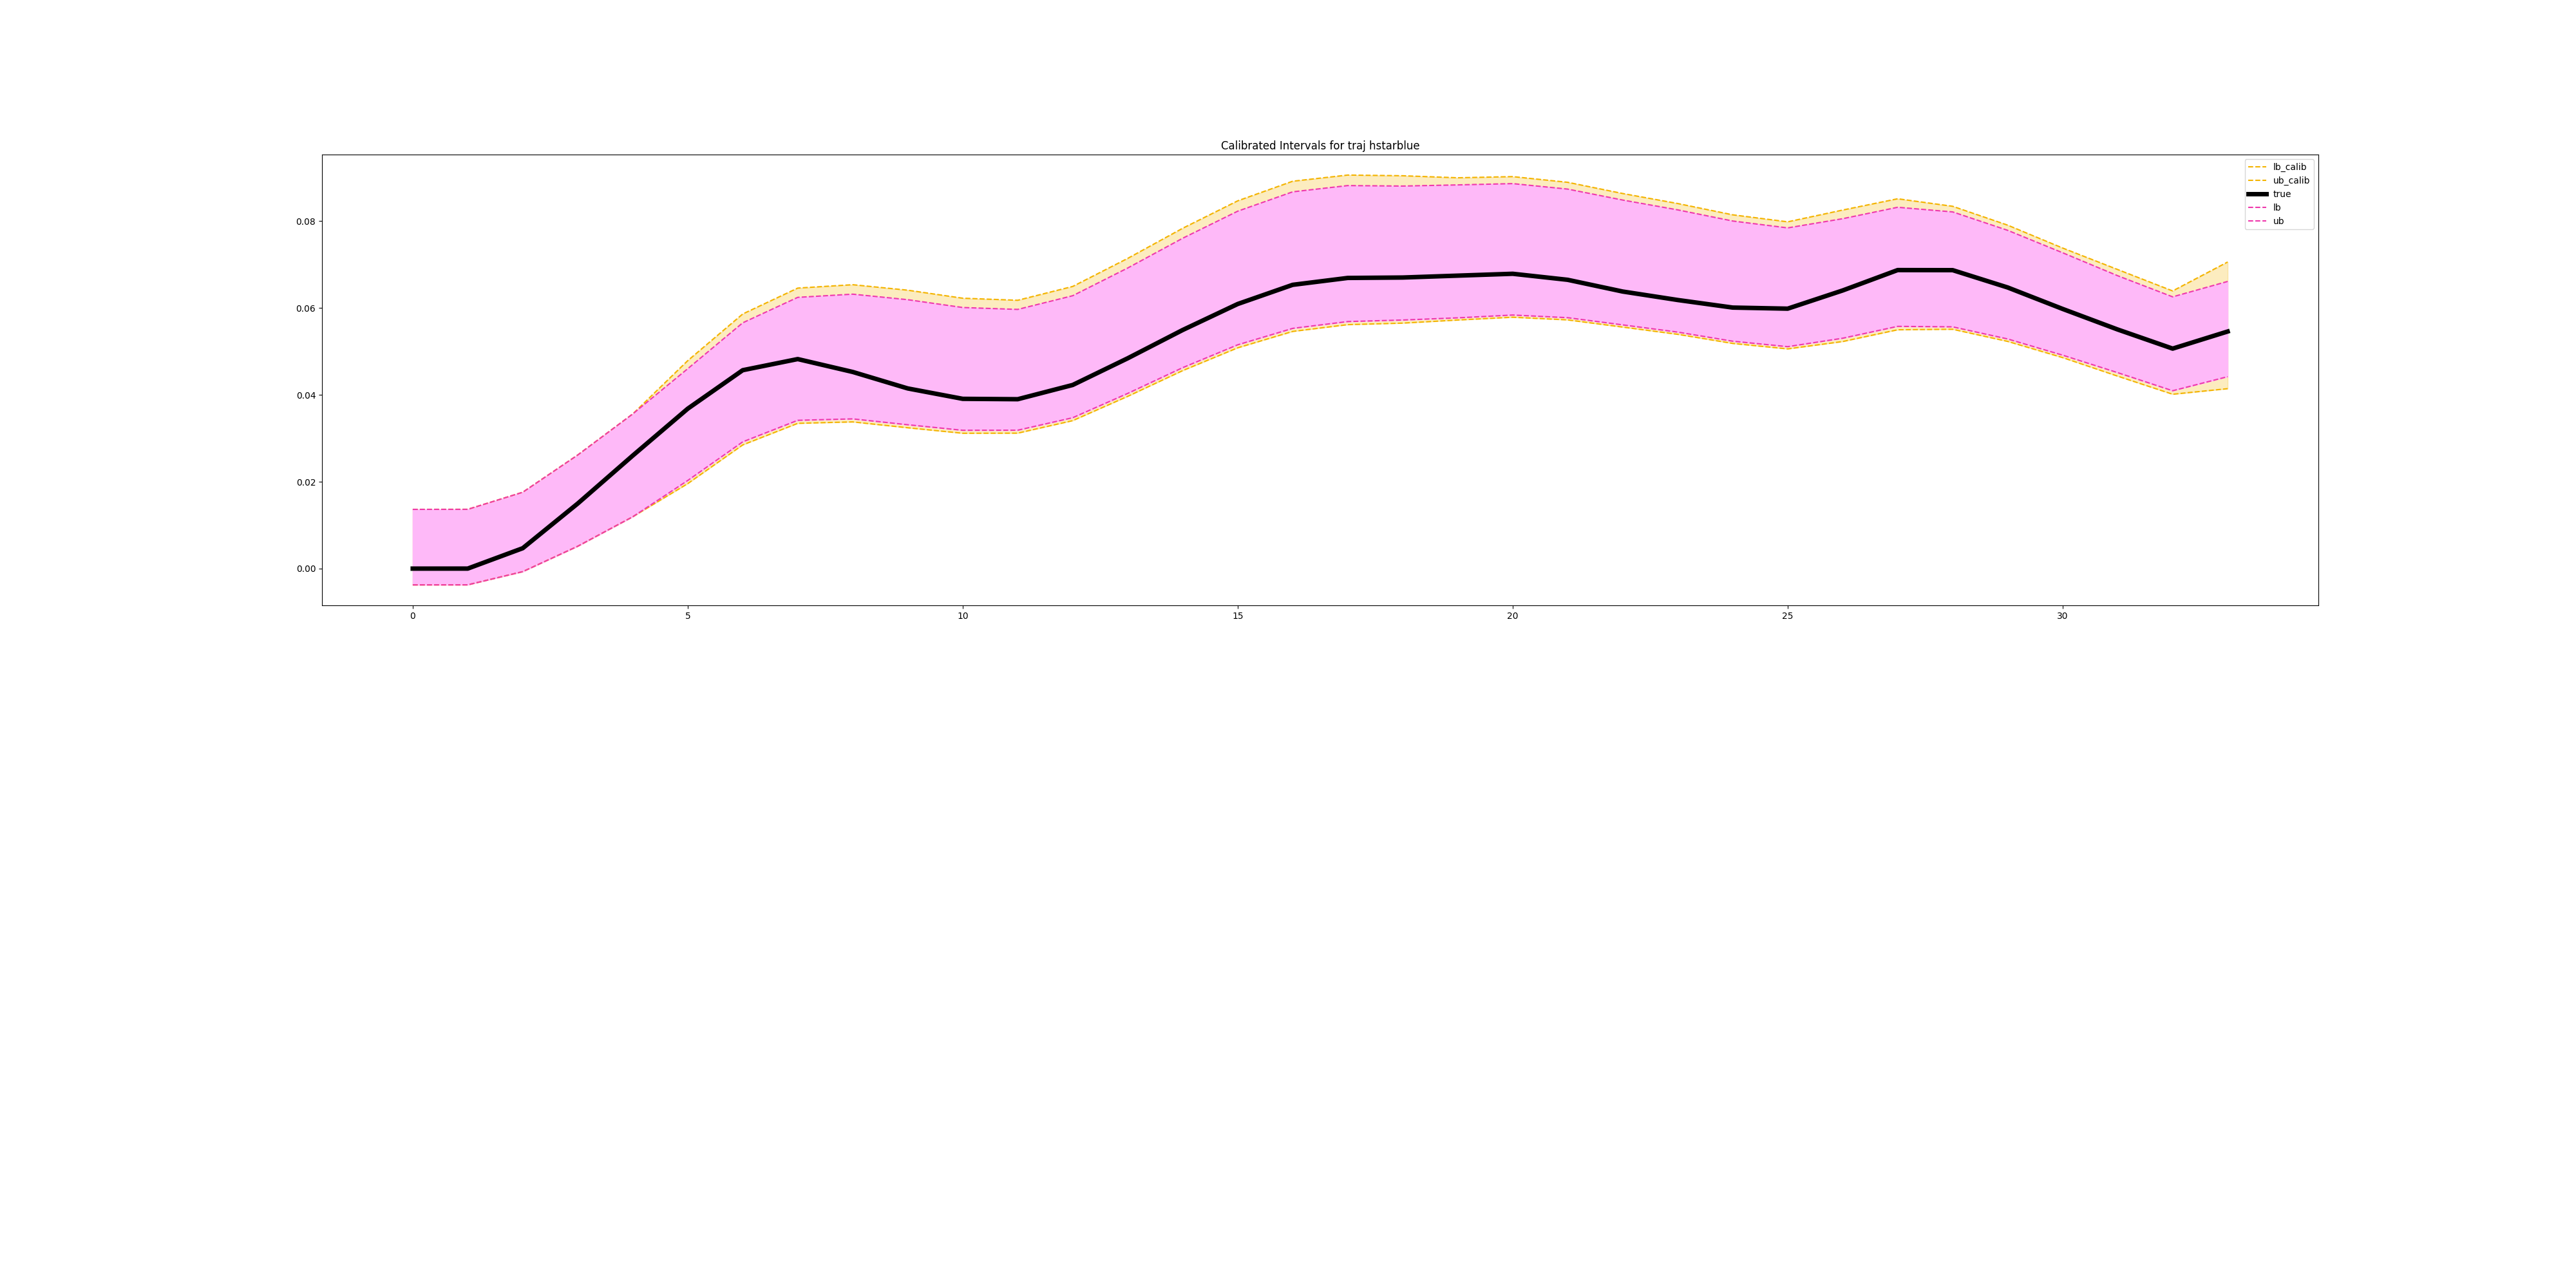 Calibrated Intervals for traj hstarblue
lb_calib
ub_calib
true
lb
ub
0.08
0.06
0.04
0.02
0.00
0 5 10 15 20 25 30